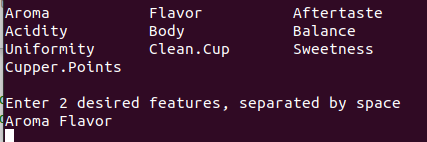 Aroma Flavor Aftertaste
Acidity Body Balance
Uniformity Clean.Cup Sweetness
Cupper.Points
Enter 2 desired features, separated by space
Aroma Flavor